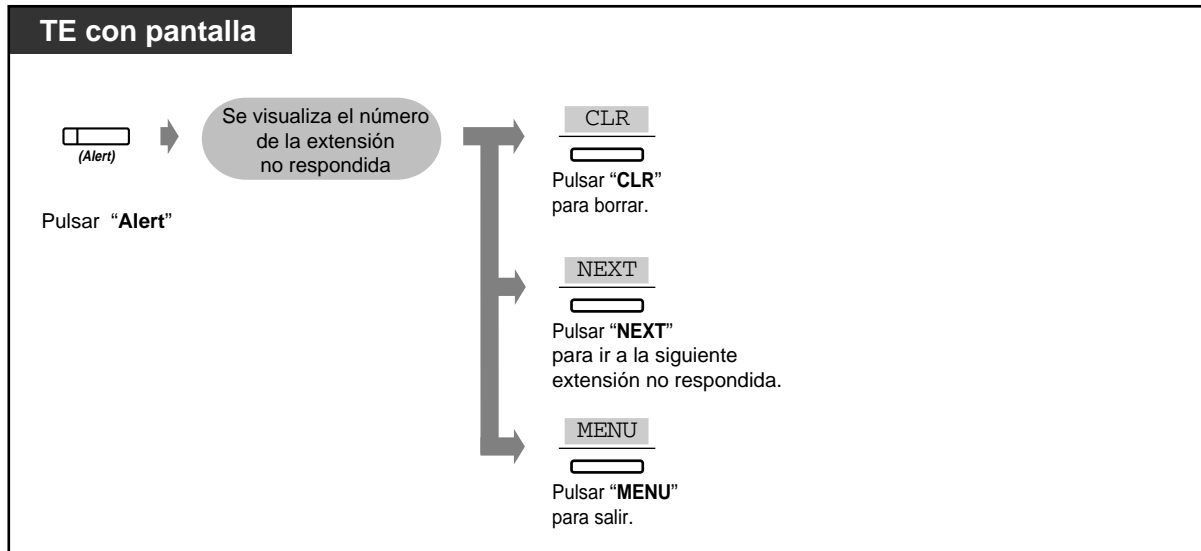 TE con pantalla
(Alert)
Pulsar “Alert”
Se visualiza el número
de la extensión
no respondida
CLR
Pulsar “CLR”
para borrar.
NEXT
Pulsar “NEXT”
para ir a la siguiente
extensión no respondida.
MENU
Pulsar “MENU”
para salir.